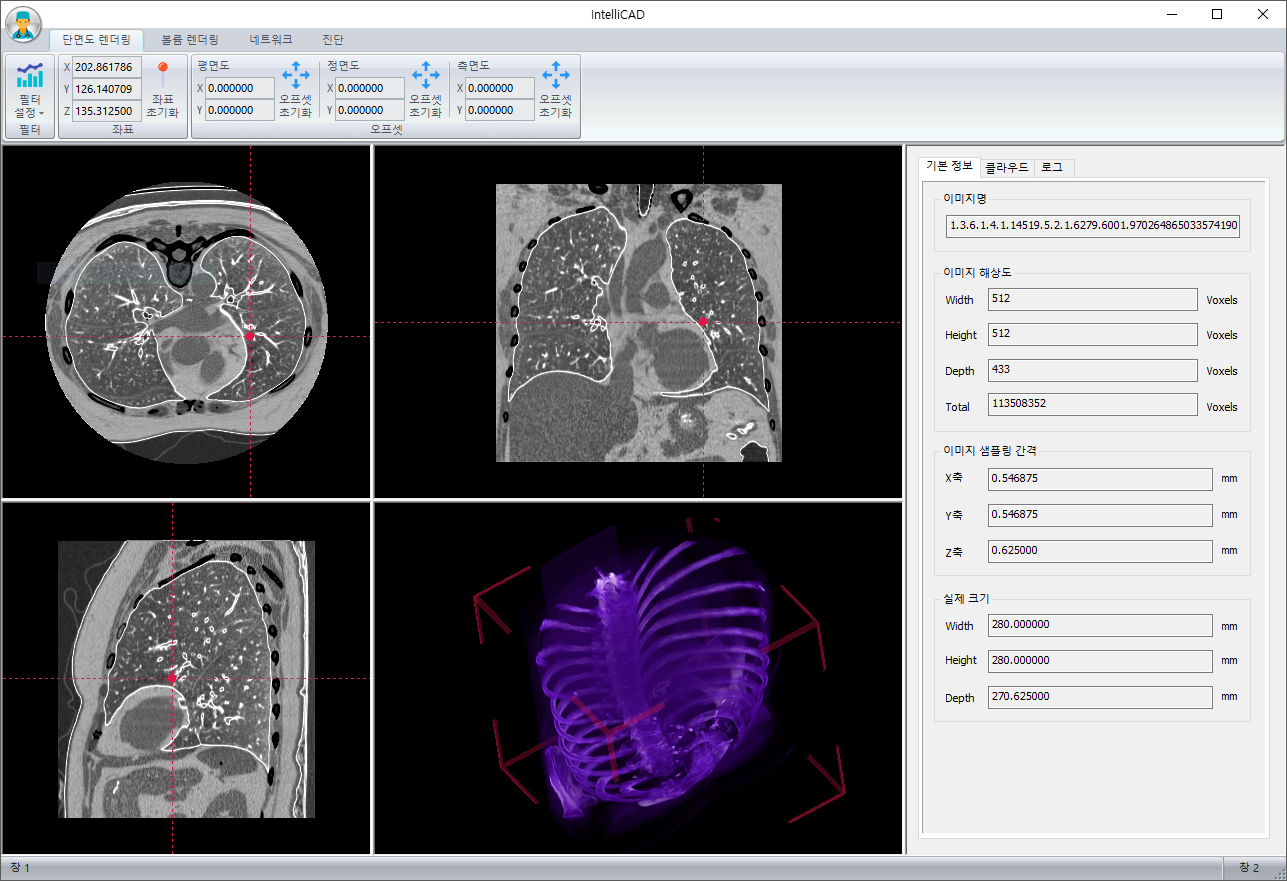 IntelliCAD
단면도 렌더링 볼륨 렌더링 네트워크 진단
필터
설정
필터
X 202.861786
Y 126.140709
Z 135.312500
좌표
초기화
좌표
평면도
X 0.000000
Y 0.000000
오프셋
초기화
정면도
X 0.000000
Y 0.000000
오프셋
초기화
측면도
X 0.000000
Y 0.000000
오프셋
초기화
오프셋
기본 정보 클라우드 로그
이미지명
1.3.6.1.4.1.14519.5.2.1.6279.6001.970264865033574190
이미지 해상도
Width 512 Voxels
Height 512 Voxels
Depth 433 Voxels
Total 113508352 Voxels
이미지 샘플링 간격
X축 0.546875 mm
Y축 0.546875 mm
Z축 0.625000 mm
실제 크기
Width 280.000000 mm
Height 280.000000 mm
Depth 270.625000 mm
창 1 창 2